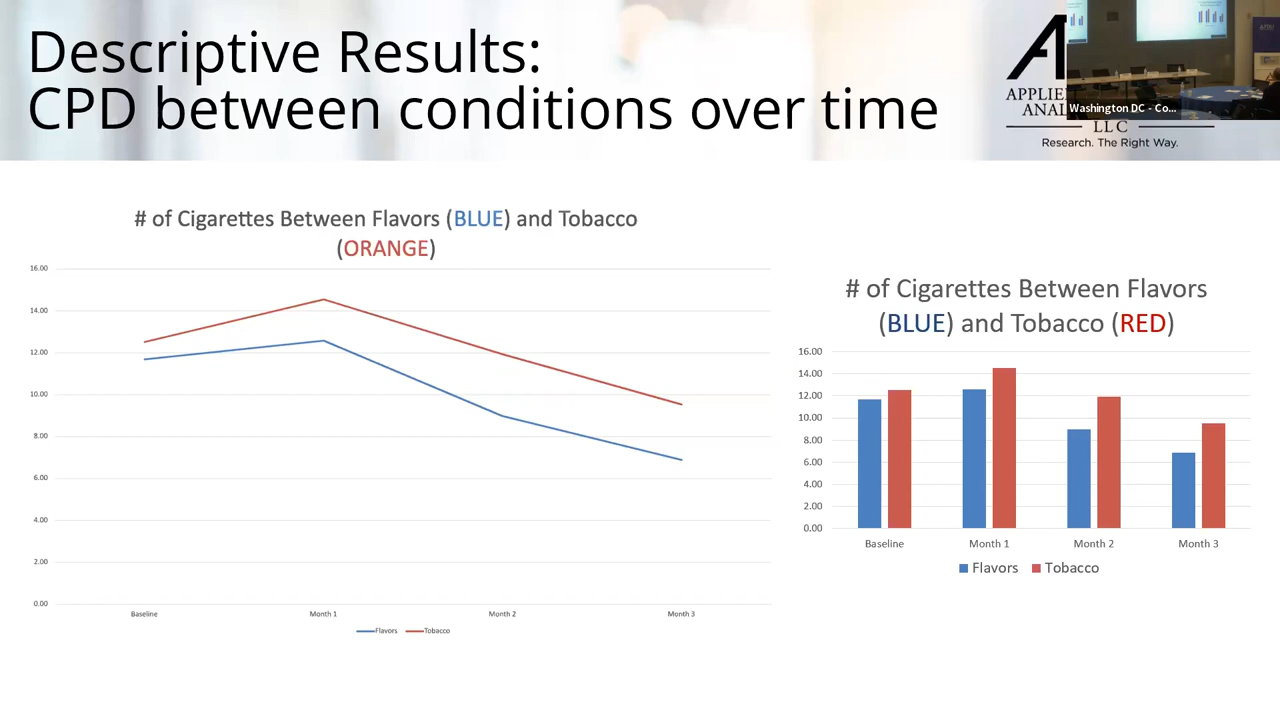 Descriptive Results:
CPD between conditions over time
APPLIE
ANAL
LLC
Research. The Right Way.
Washington DC - Co...
# of Cigarettes Between Flavors (BLUE) and Tobacco
(ORANGE)
16.00
14.00
12.00
10.00
8.00
6.00
4.00
2.00
0.00
Baseline Month 1 Month 2 Month 3
Flavors Tobacco
# of Cigarettes Between Flavors
(BLUE) and Tobacco (RED)
16.00
14.00
12.00
10.00
8.00
6.00
4.00
2.00
0.00
Baseline Month 1 Month 2 Month 3
Flavors Tobacco